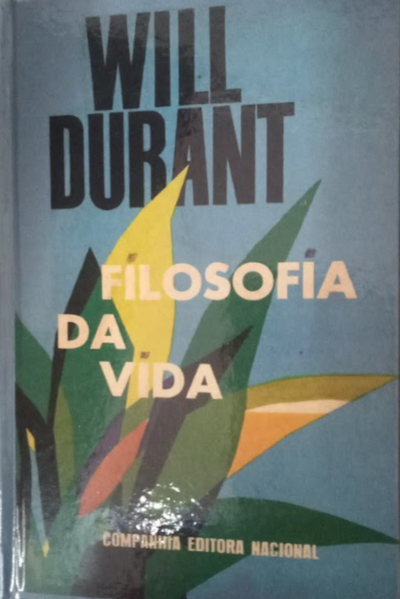 WILL
DURANT
FiLOSOFiA
DA
ViDA
COMPANHIA EDITORA NACIONAL